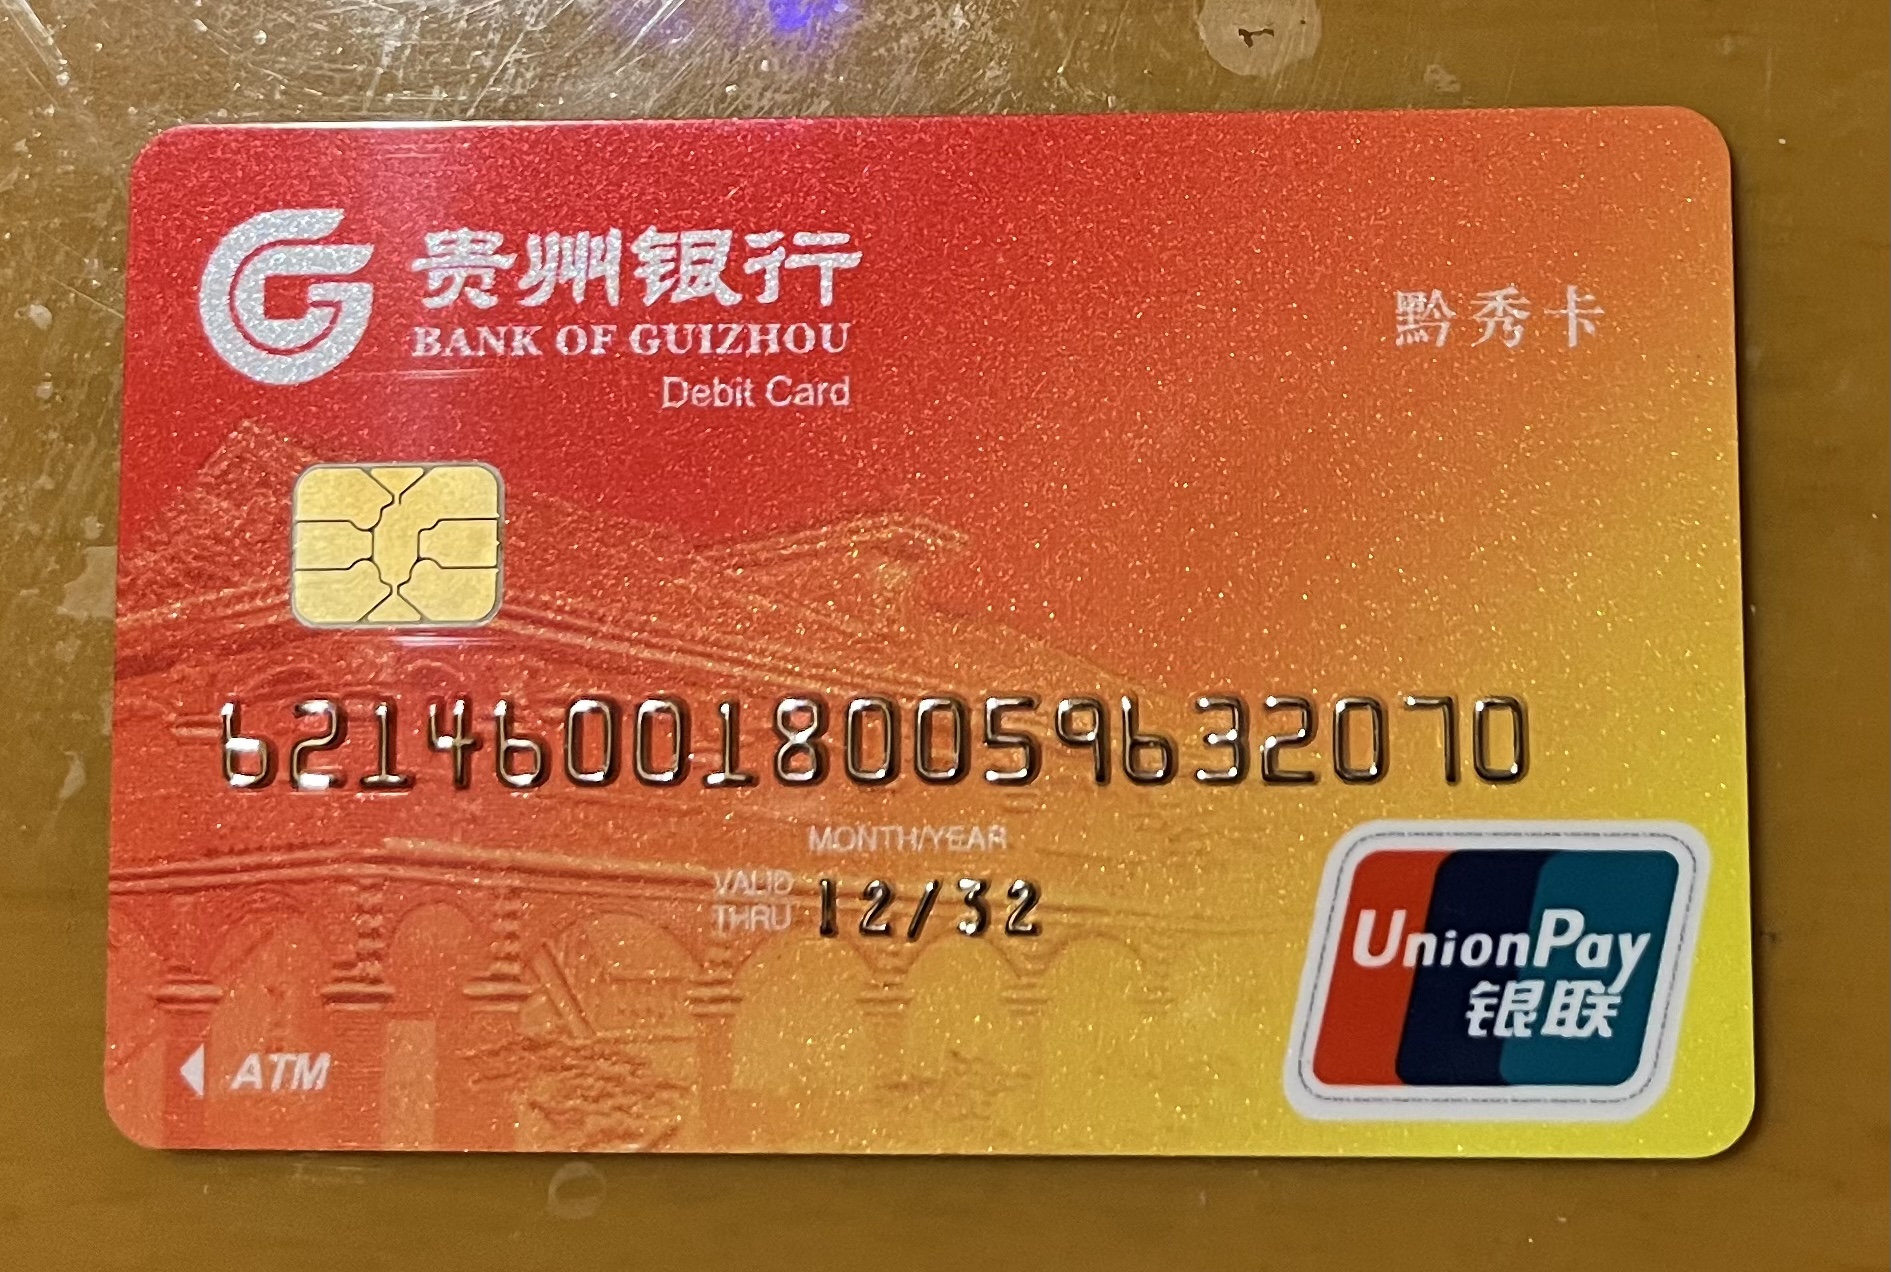 贵州银行
BANK OF GUIZHOU
Debit Card
黔秀卡
6214600180059632070
MONTH/YEAR
VALID THRU 12/32
ATM
UnionPay
银联